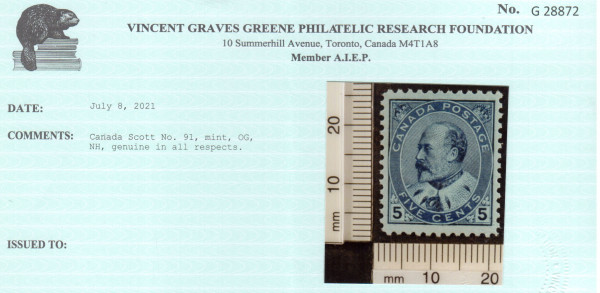 No. G 28872
VINCENT GRAVES GREENE PHILATELIC RESEARCH FOUNDATION
10 Summerhill Avenue, Toronto, Canada M4T1A8
Member A.I.E.P.
DATE: July 8, 2021
COMMENTS: Canada Scott No. 91, mint, OG,
NH, genuine in all respects.
ISSUED TO:
20
10
mm
CANADA POSTAGE
FIVE CENTS
5 5
mm 10 20